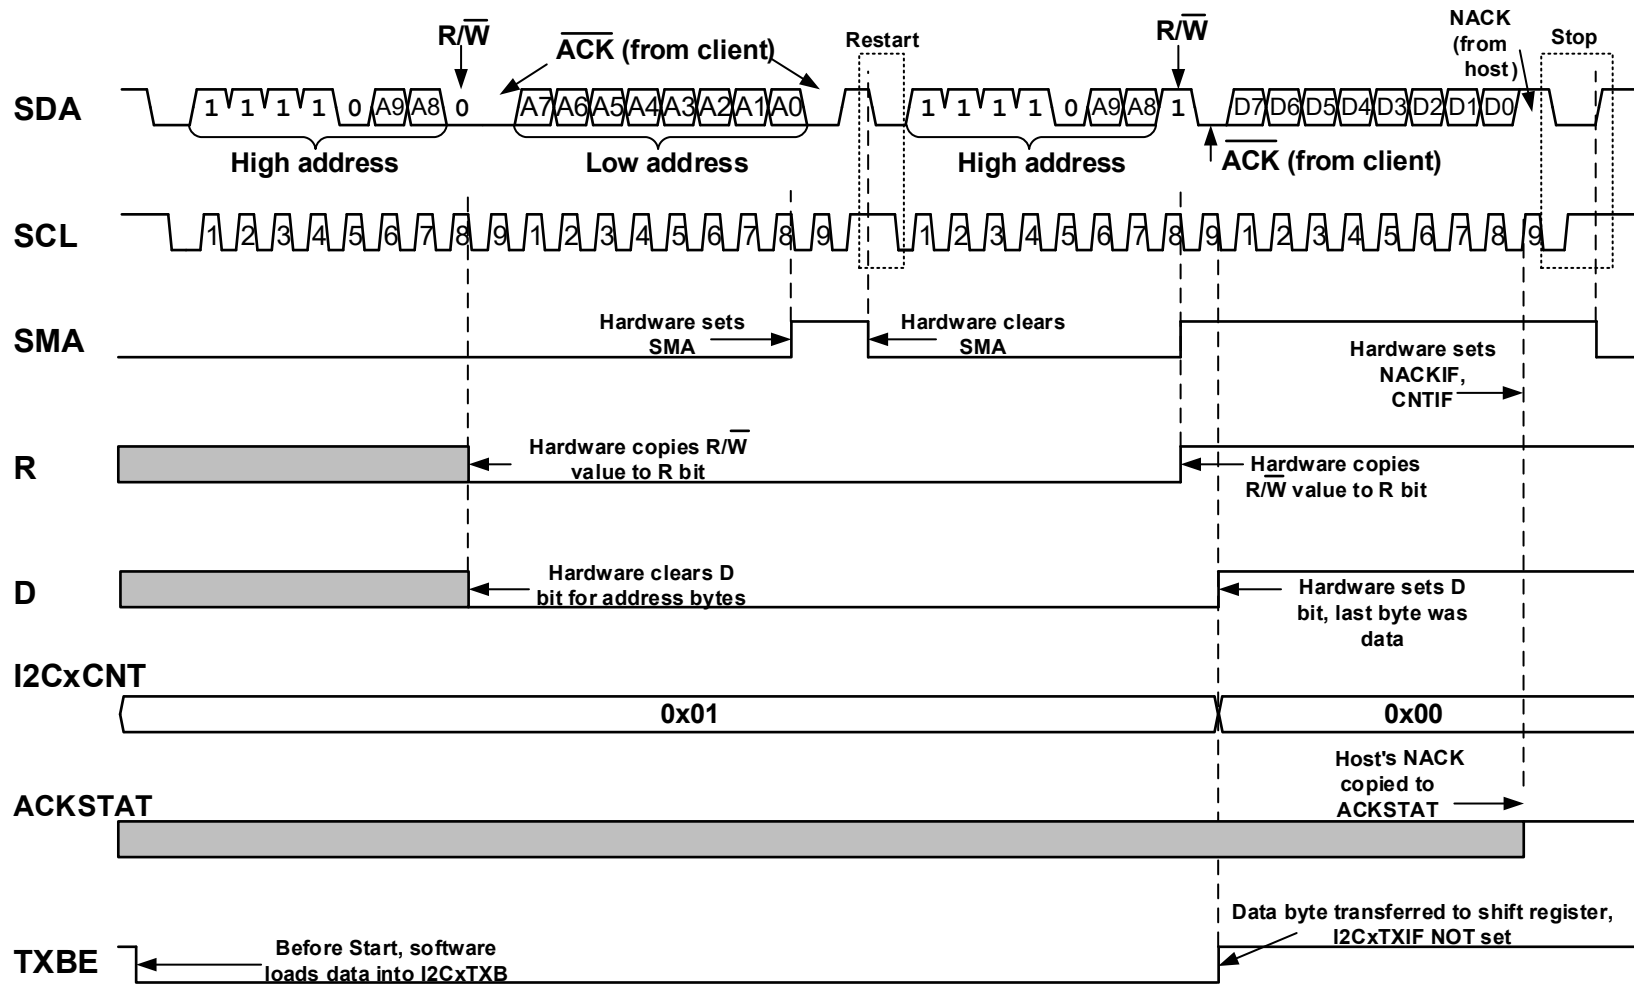 R/W
ACK (from client)
Restart
R/W
NACK
(from
host)
Stop
SDA
1 1 1 1 0 A9 A8 0 A7 A6 A5 A4 A3 A2 A1 A0 1 1 1 1 0 A9 A8 1 D7 D6 D5 D4 D3 D2 D1 D0
High address
Low address
High address
ACK (from client)
SCL
1 2 3 4 5 6 7 8 9 1 2 3 4 5 6 7 8 9 1 2 3 4 5 6 7 8 9 1 2 3 4 5 6 7 8 9
SMA
Hardware sets
SMA
Hardware clears
SMA
Hardware sets
NACKIF,
CNTIF
R
Hardware copies R/W
value to R bit
Hardware copies
R/W value to R bit
D
Hardware clears D
bit for address bytes
Hardware sets D
bit, last byte was
data
I2CxCNT
0x01
0x00
ACKSTAT
Host's NACK
copied to
ACKSTAT
TXBE
Before Start, software
loads data into I2CxTXB
Data byte transferred to shift register,
I2CxTXIF NOT set